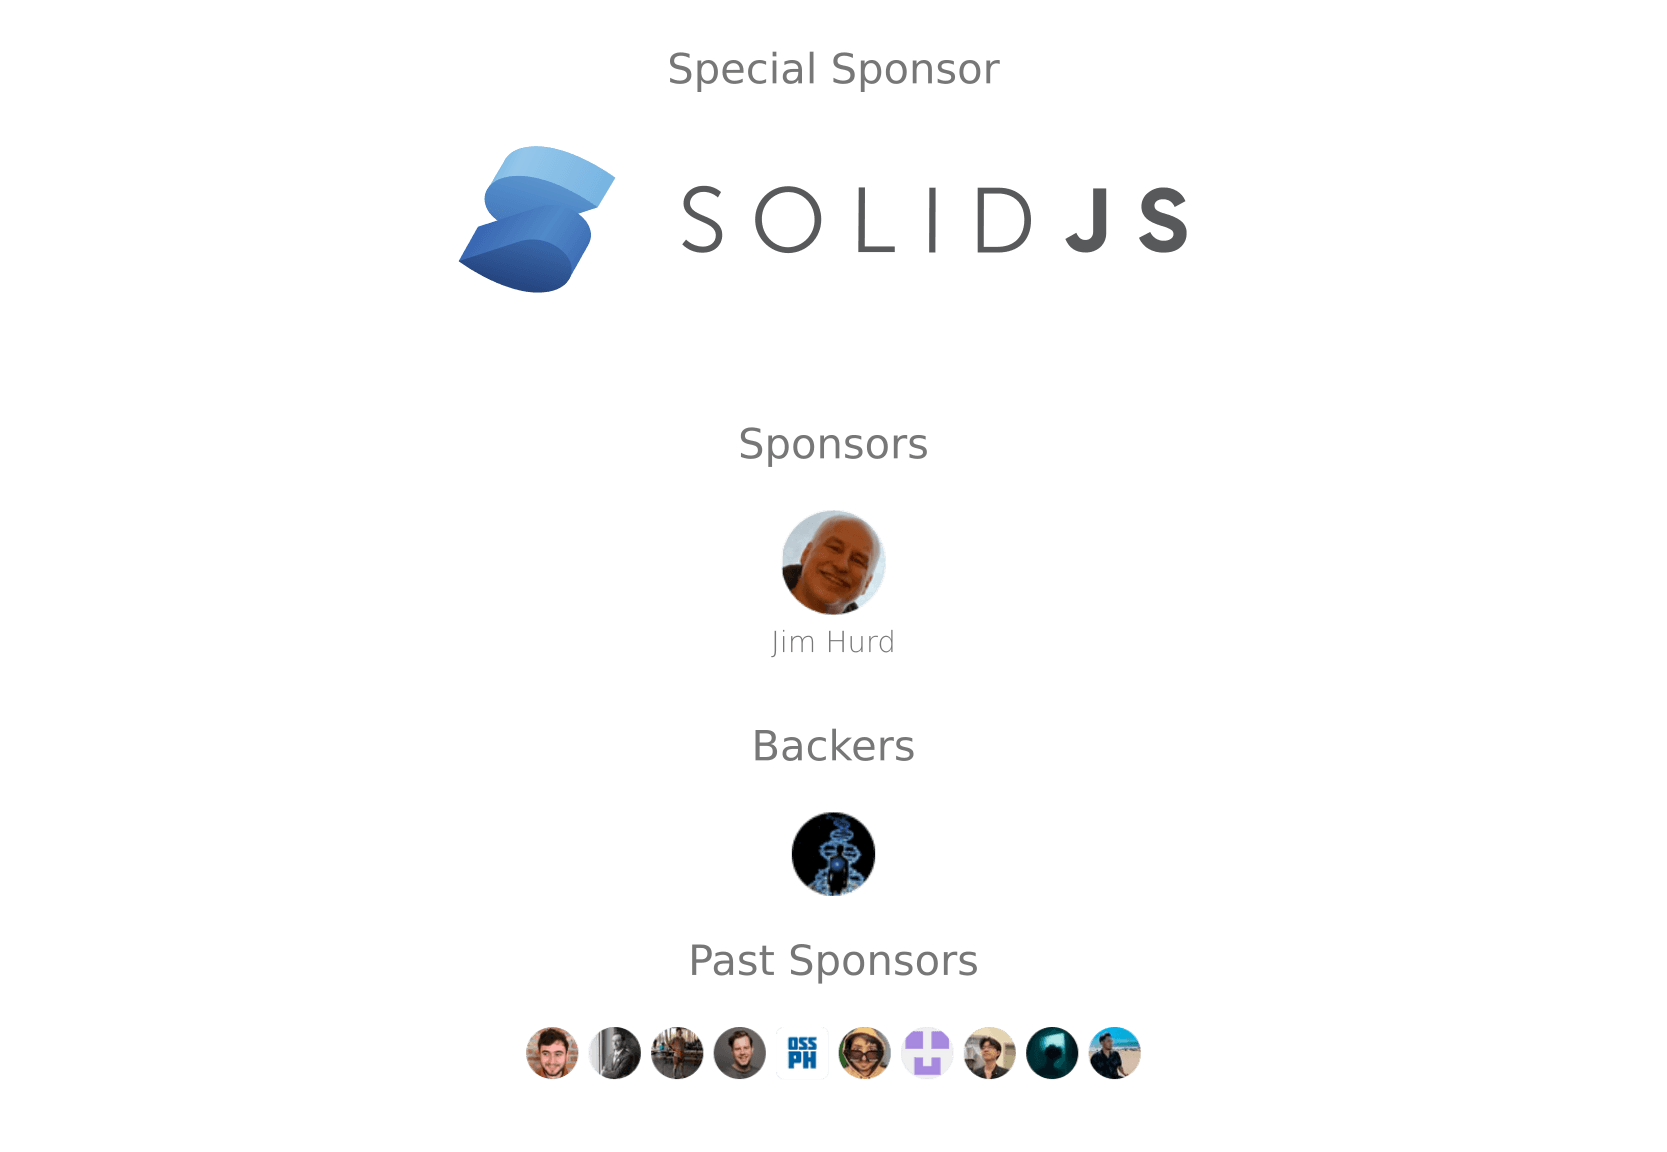 Special Sponsor
SOLIDJS
Sponsors
Jim Hurd
Backers
Past Sponsors
OSS
PH